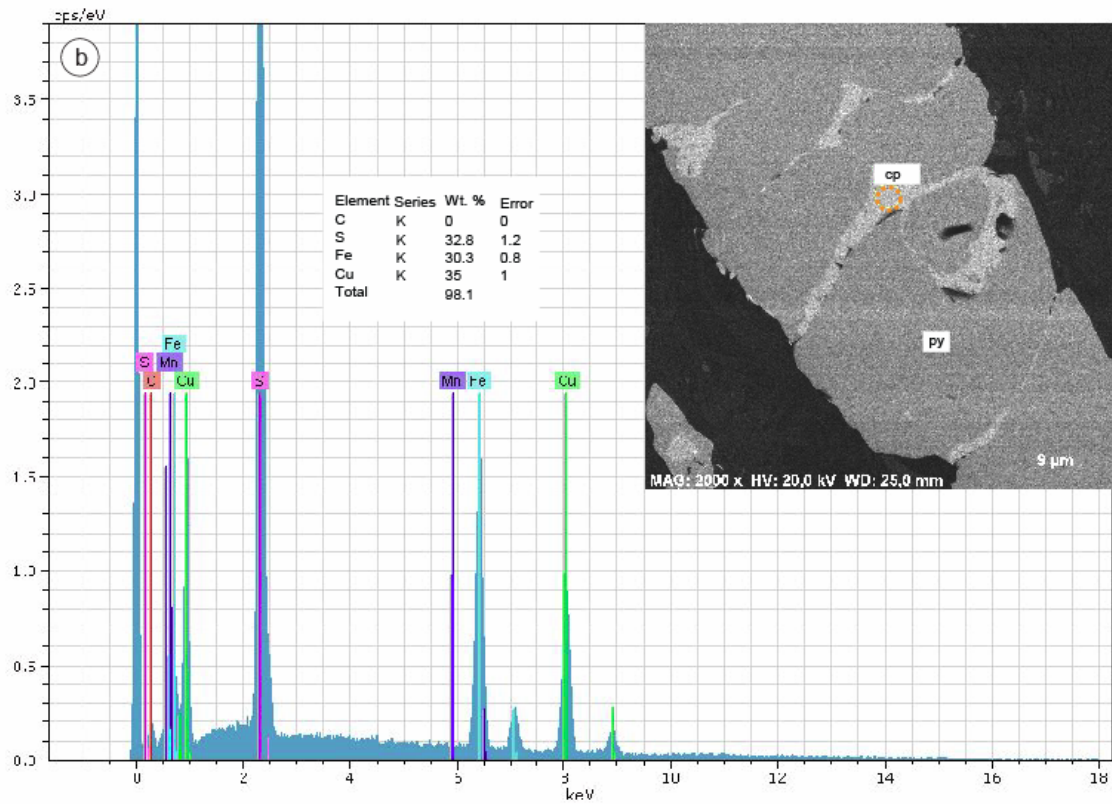 cps/eV
b
3.5
3.0
2.5
2.0
1.5
1.0
0.5
0.0
Element Series Wt. % Error
C K 0 0
S K 32.8 1.2
Fe K 30.3 0.8
Cu K 35 1
Total 98.1
Fe
S Mn
C Cu
S
Mn Fe
Cu
cp
py
9 µm
MAG: 2000 x HV: 20,0 kV WD: 25,0 mm
0 2 4 6 8 10 12 14 16 18
keV